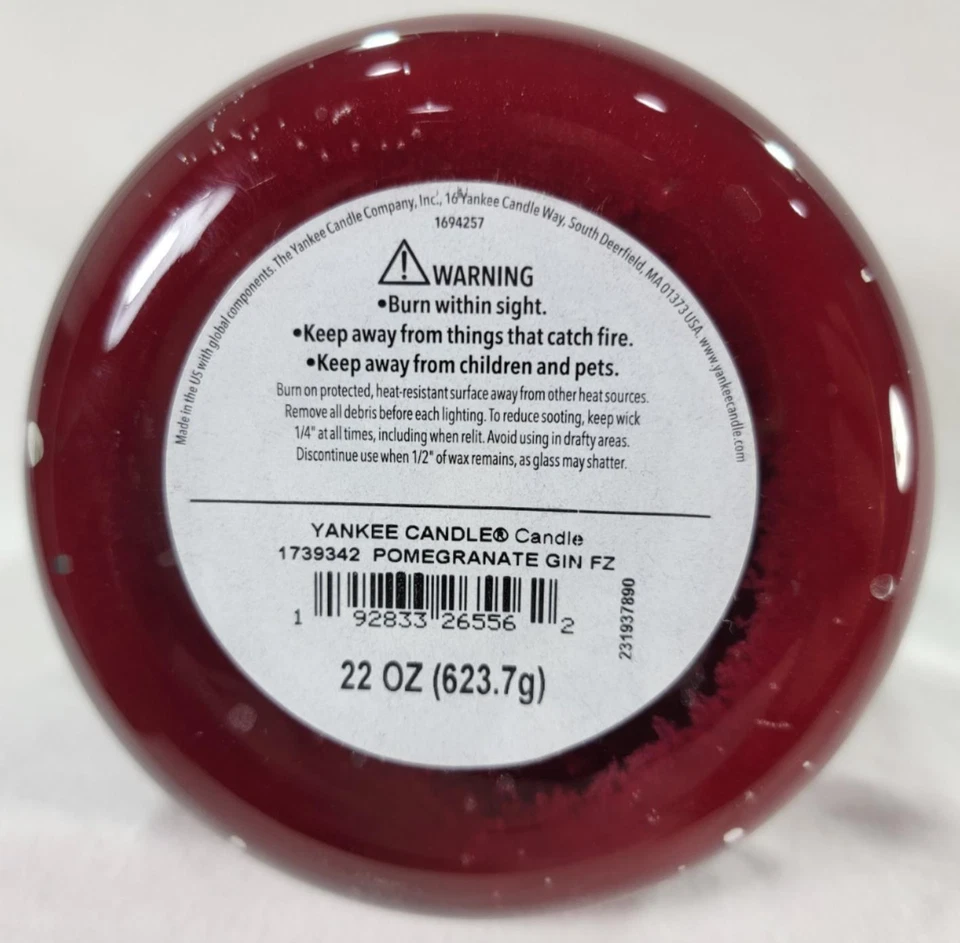 Made in the US with global components. The Yankee Candle Company, Inc., 16 Yankee Candle Way, South Deerfield, MA 01373 USA. www.yankeecandle.com
1694257
WARNING
•Burn within sight.
•Keep away from things that catch fire.
•Keep away from children and pets.
Burn on protected, heat-resistant surface away from other heat sources.
Remove all debris before each lighting. To reduce sooting, keep wick
1/4" at all times, including when relit. Avoid using in drafty areas.
Discontinue use when 1/2" of wax remains, as glass may shatter.
YANKEE CANDLE® Candle
1739342 POMEGRANATE GIN FZ
1 92833 26556 2
231937890
22 OZ (623.7g)